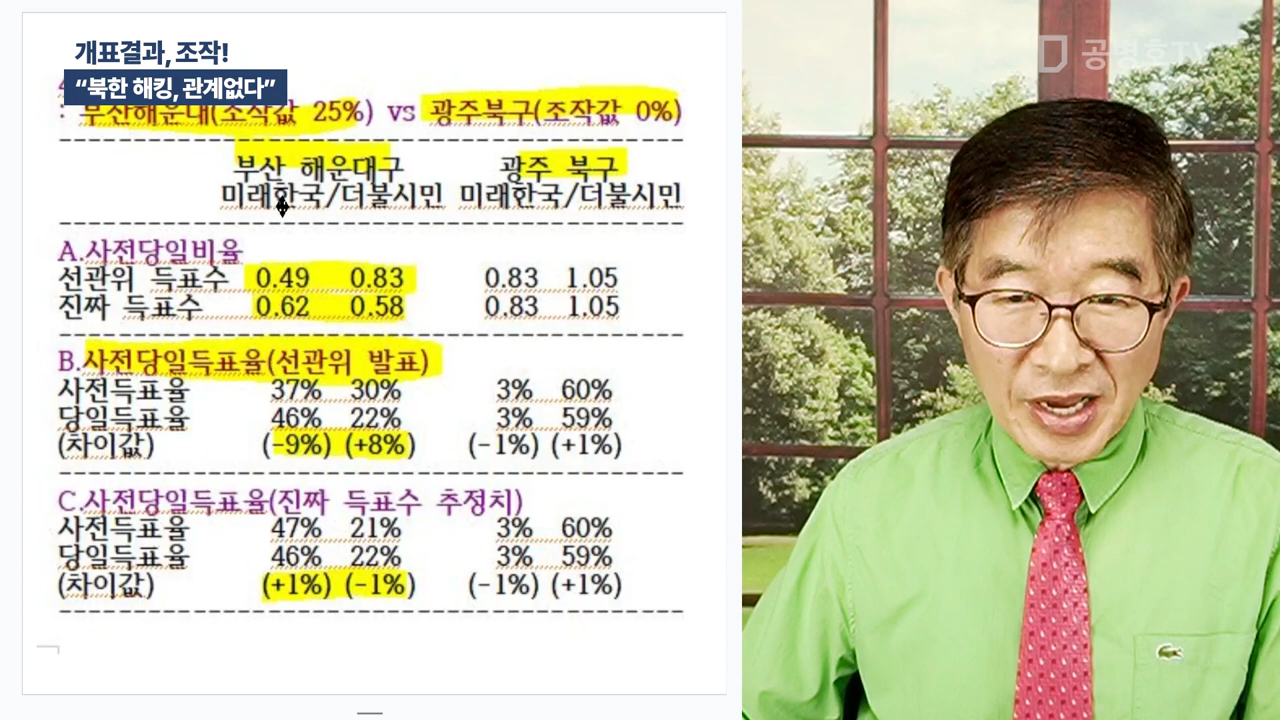 개표결과, 조작!
“북한 해킹, 관계없다”
공병호TV
: 부산해운대(조작값 25%) vs 광주북구(조작값 0%)
부산 해운대구 광주 북구
미래한국/더불시민 미래한국/더불시민
A.사전당일비율
선관위 득표수 0.49 0.83 0.83 1.05
진짜 득표수 0.62 0.58 0.83 1.05
B.사전당일득표율(선관위 발표)
사전득표율 37% 30% 3% 60%
당일득표율 46% 22% 3% 59%
(차이값) (-9%) (+8%) (-1%) (+1%)
C.사전당일득표율(진짜 득표수 추정치)
사전득표율 47% 21% 3% 60%
당일득표율 46% 22% 3% 59%
(차이값) (+1%) (-1%) (-1%) (+1%)